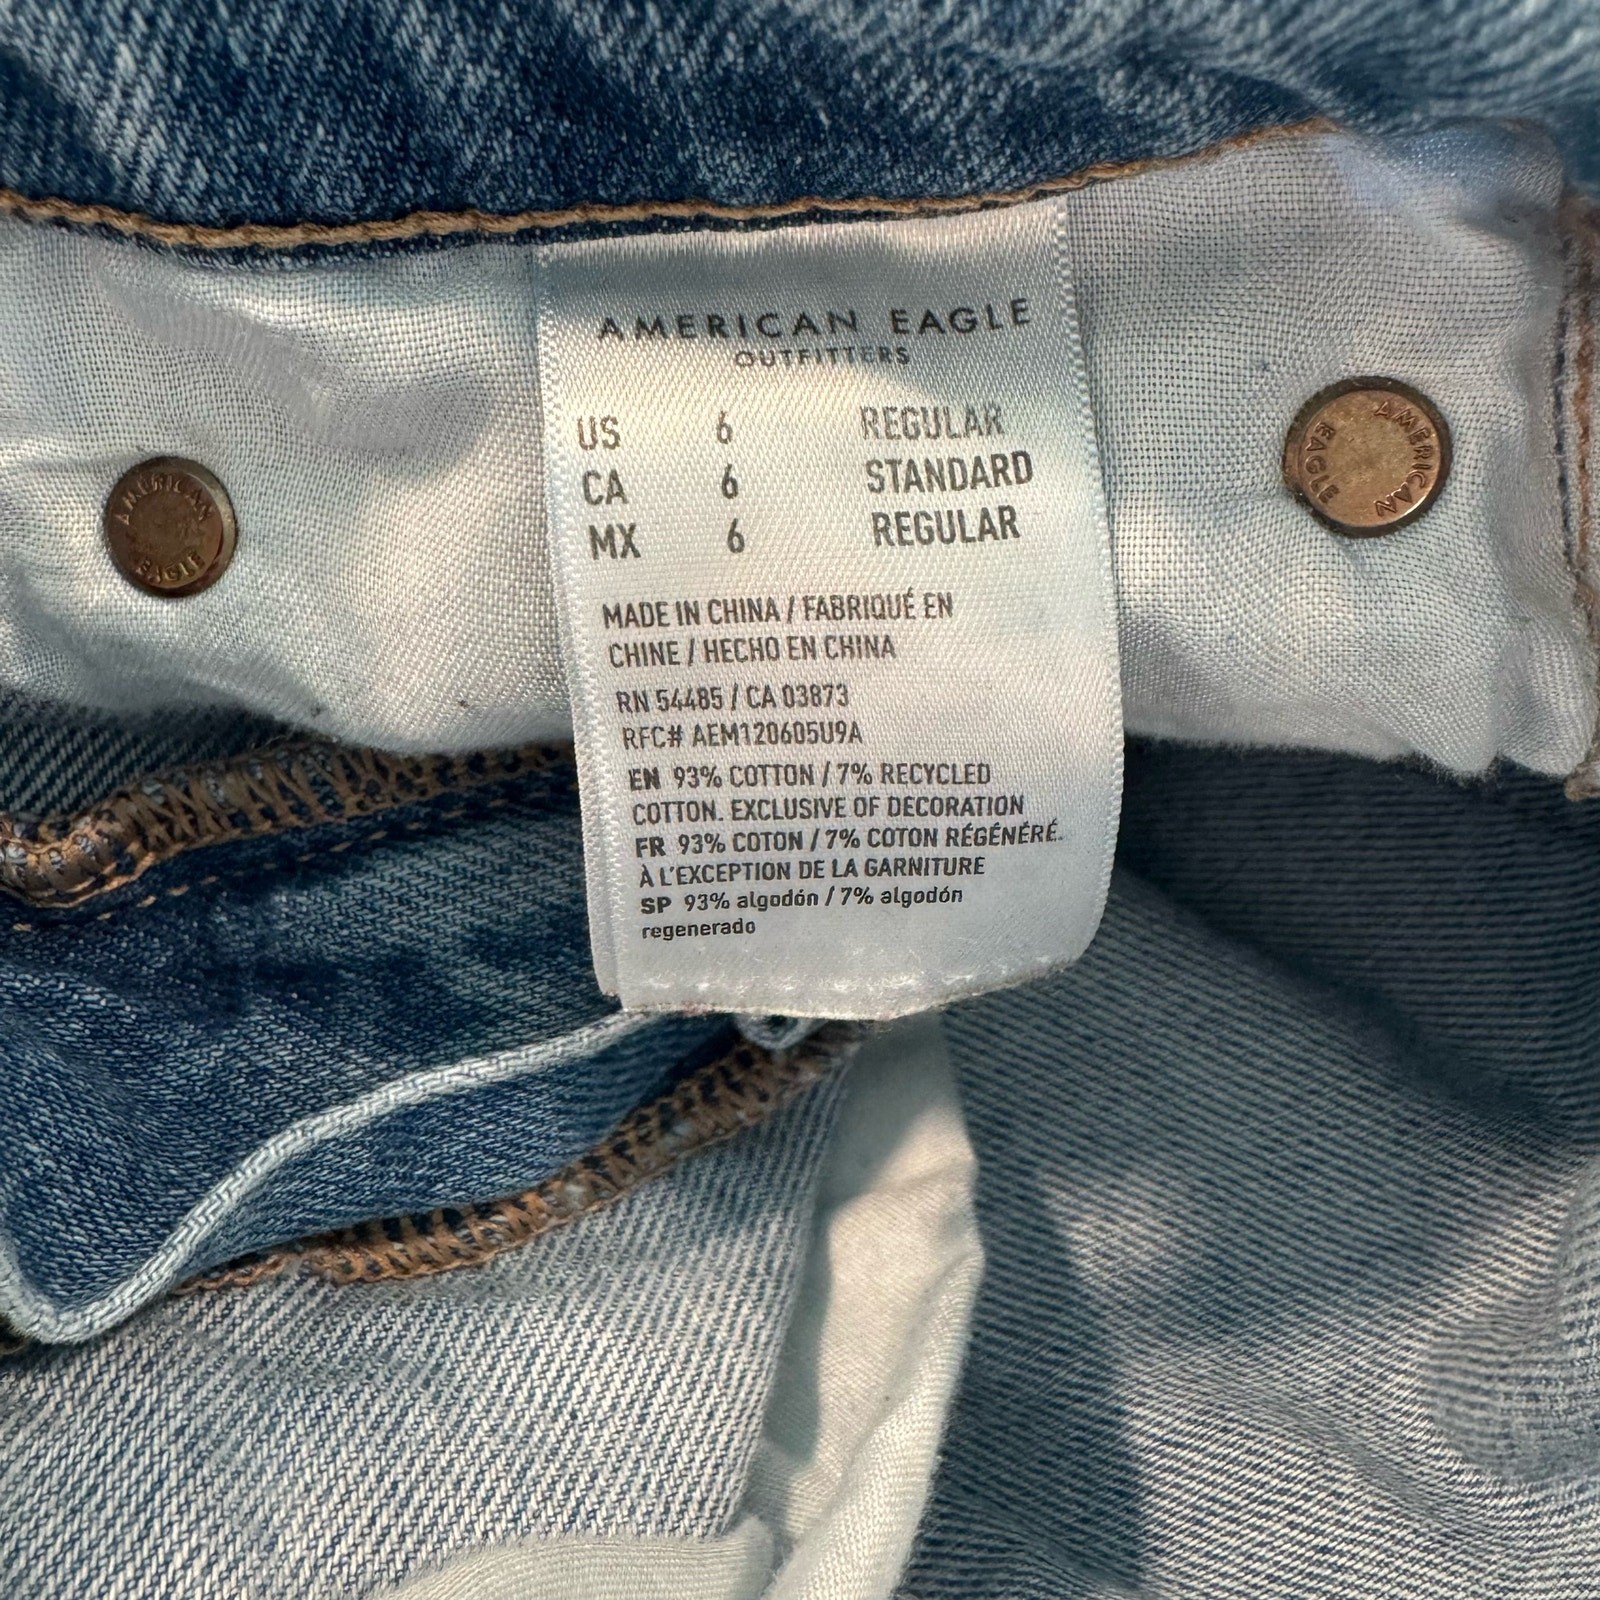 AMERICAN EAGLE
OUTFITTERS
US 6 REGULAR
CA 6 STANDARD
MX 6 REGULAR
MADE IN CHINA / FABRIQUÉ EN
CHINE / HECHO EN CHINA
RN 54485 / CA 03873
RFC# AEM120605U9A
EN 93% COTTON / 7% RECYCLED
COTTON. EXCLUSIVE OF DECORATION
FR 93% COTON / 7% COTON RÉGÉNÉRÉ.
À L'EXCEPTION DE LA GARNITURE
SP 93% algodón / 7% algodón
regenerado
AMERICAN
EAGLE
AMERICAN
EAGLE